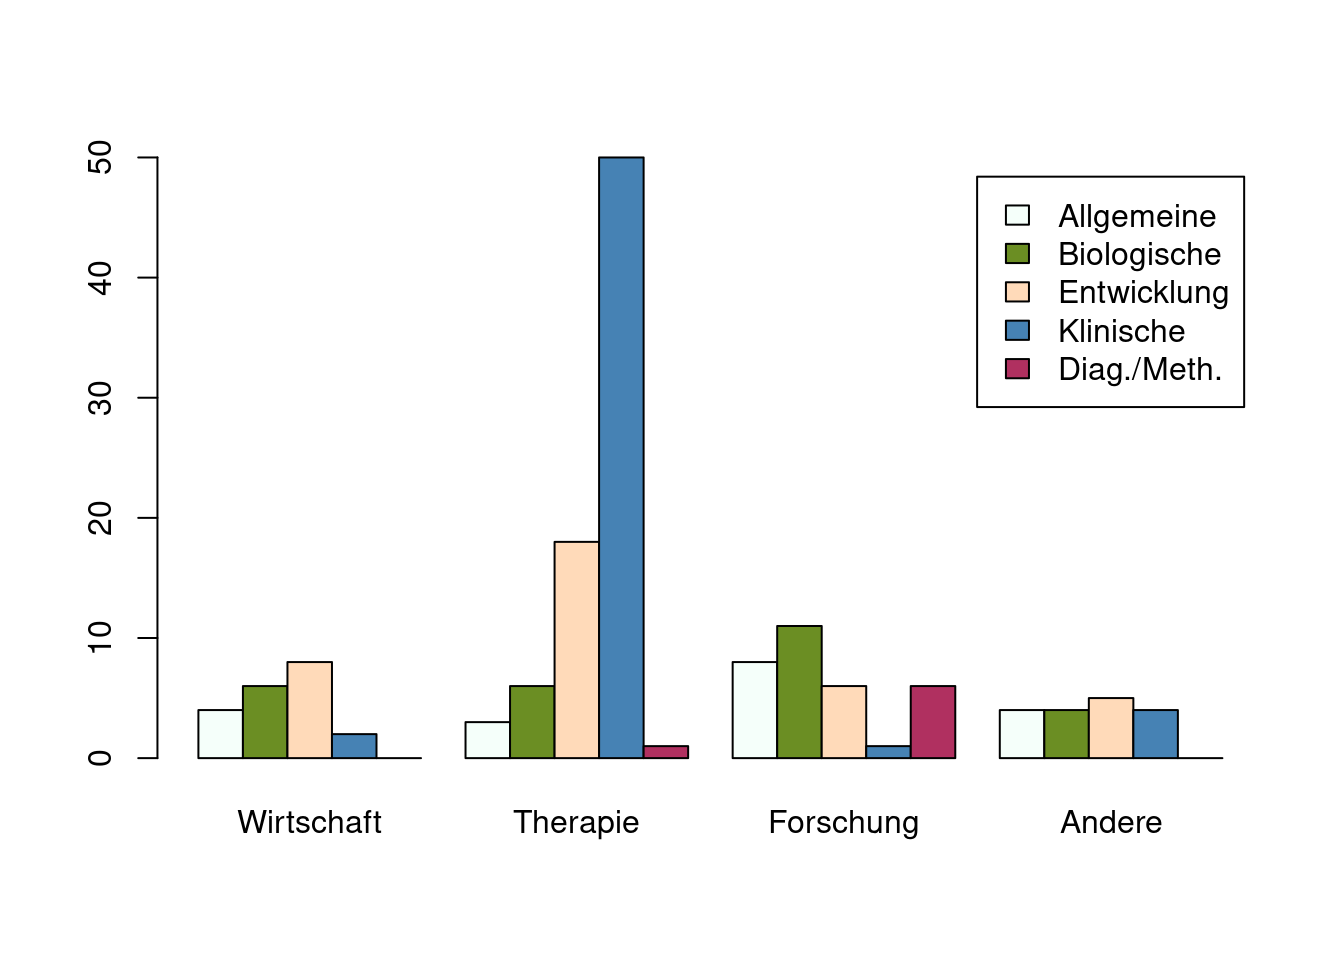 50
40
30
20
10
0
Allgemeine
Biologische
Entwicklung
Klinische
Diag./Meth.
Wirtschaft Therapie Forschung Andere